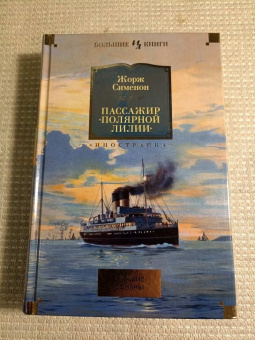 БОЛЬШИЕ КНИГИ
Жорж
Сименон
ПАССАЖИР
«ПОЛЯРНОЙ
ЛИЛИИ»
«ИНОСТРАНКА»